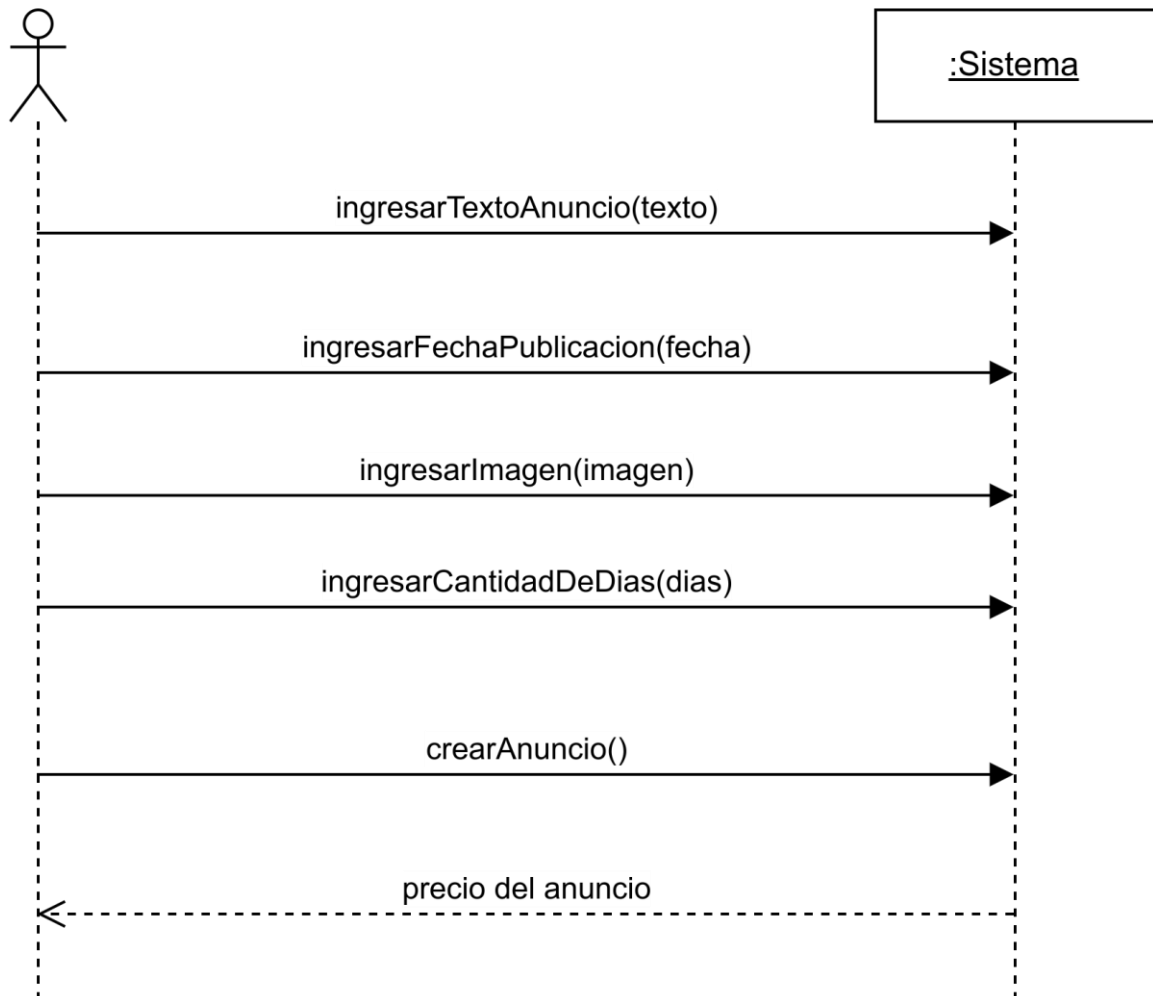 :Sistema
ingresarTextoAnuncio(texto)
ingresarFechaPublicacion(fecha)
ingresarImagen(imagen)
ingresarCantidadDeDias(dias)
crearAnuncio()
precio del anuncio